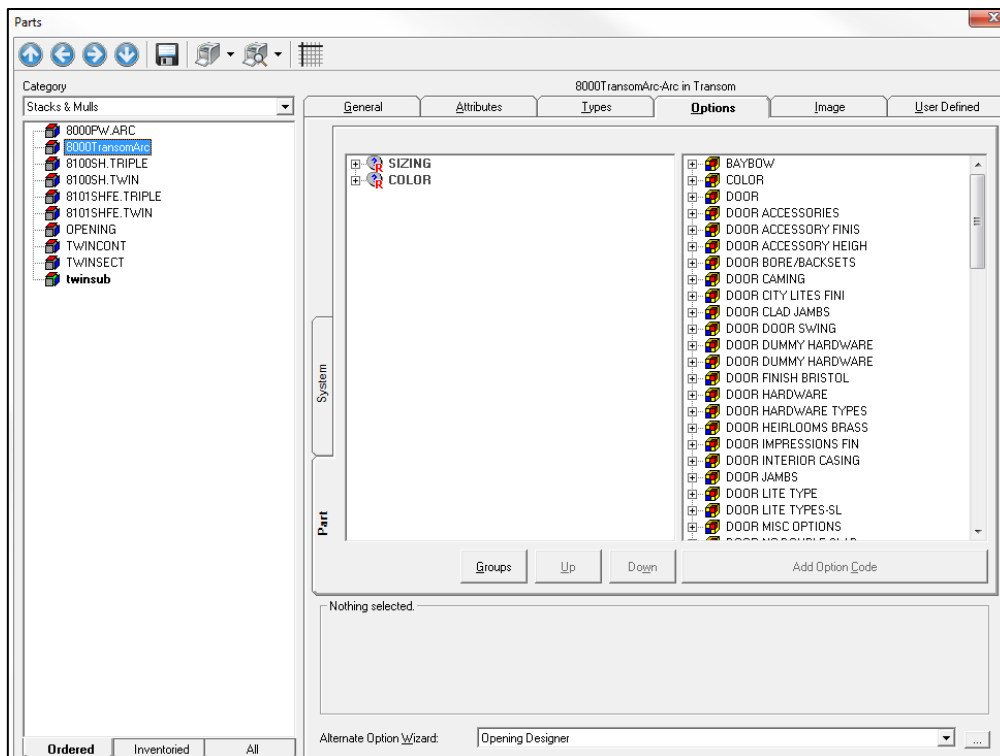 Parts
Category
Stacks & Mulls
8000PW.ARC
8000TransomArc
8100SH.TRIPLE
8100SH.TWIN
8101SHFE.TRIPLE
8101SHFE.TWIN
OPENING
TWINCONT
TWINSECT
twinsub
Ordered
Inventoried
All
8000TransomArc-Arc in Transom
General
Attributes
Types
Options
Image
User Defined
System
Part
SIZING
COLOR
BAYBOW
COLOR
DOOR
DOOR ACCESSORIES
DOOR ACCESSORY FINIS
DOOR ACCESSORY HEIGH
DOOR BORE/BACKSETS
DOOR CAMING
DOOR CITY LITES FINI
DOOR CLAD JAMBS
DOOR DOOR SWING
DOOR DUMMY HARDWARE
DOOR DUMMY HARDWARE
DOOR FINISH BRISTOL
DOOR HARDWARE
DOOR HARDWARE TYPES
DOOR HEIRLOOMS BRASS
DOOR IMPRESSIONS FIN
DOOR INTERIOR CASING
DOOR JAMBS
DOOR LITE TYPE
DOOR LITE TYPES-SL
DOOR MISC OPTIONS
Groups
Up
Down
Add Option Code
Nothing selected.
Alternate Option Wizard:
Opening Designer
...